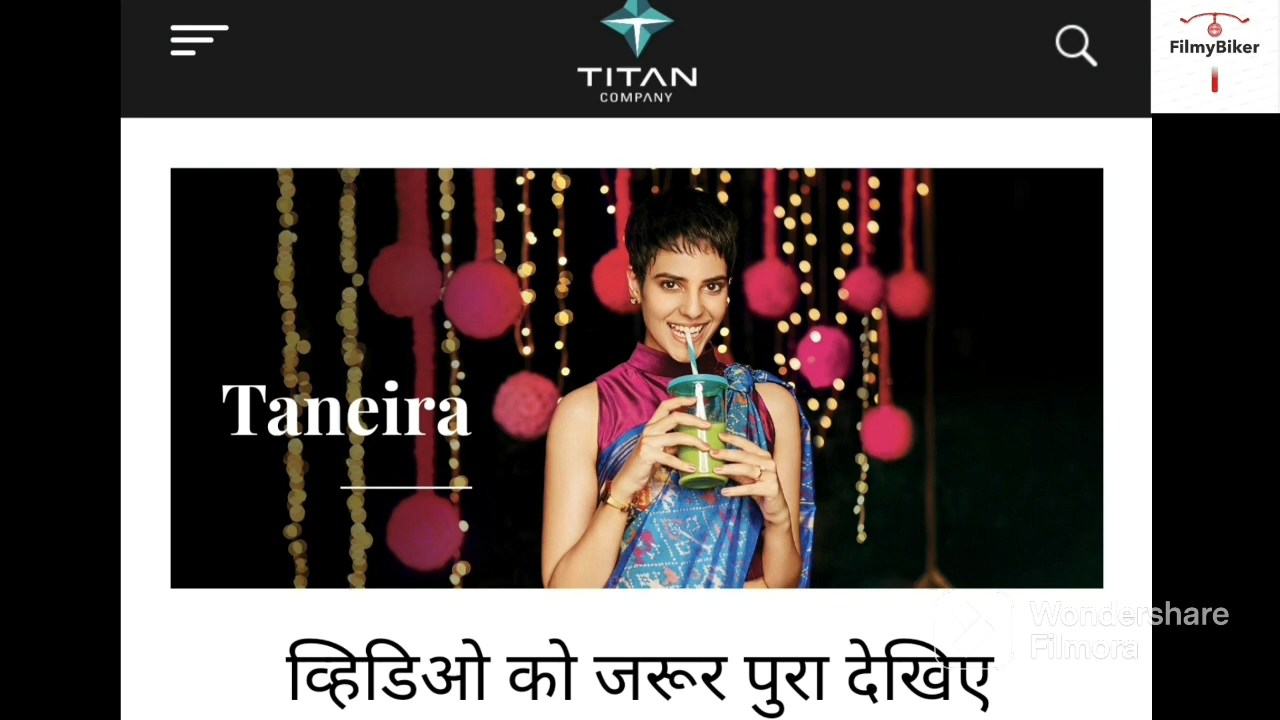 TITAN
COMPANY
FilmyBiker
Taneira
Wondershare
Filmora
व्हिडिओ को जरूर पुरा देखिए